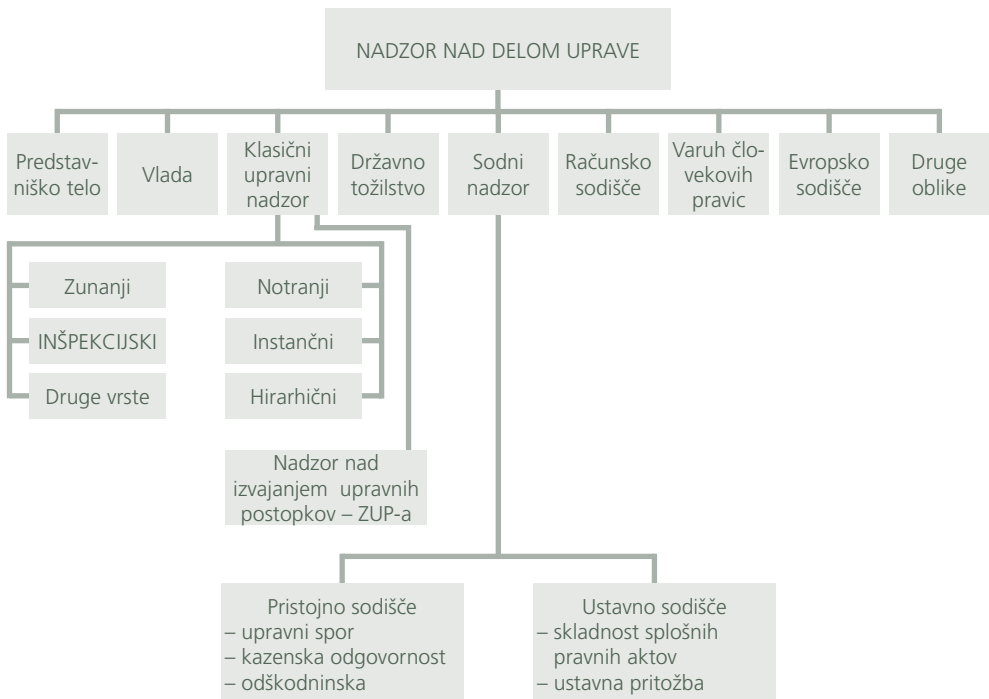 NADZOR NAD DELOM UPRAVE
Predstav-
niško telo
Vlada
Klasični
upravni
nadzor
Državno
tožilstvo
Sodni
nadzor
Računsko
sodišče
Varuh člo-
vekovih
pravic
Evropsko
sodišče
Druge
oblike
Zunanji
INŠPEKCIJSKI
Druge vrste
Notranji
Instančni
Hirarhični
Nadzor nad
izvajanjem upravnih
postopkov – ZUP-a
Pristojno sodišče
– upravni spor
– kazenska odgovornost
– odškodninska
Ustavno sodišče
– skladnost splošnih
pravnih aktov
– ustavna pritožba